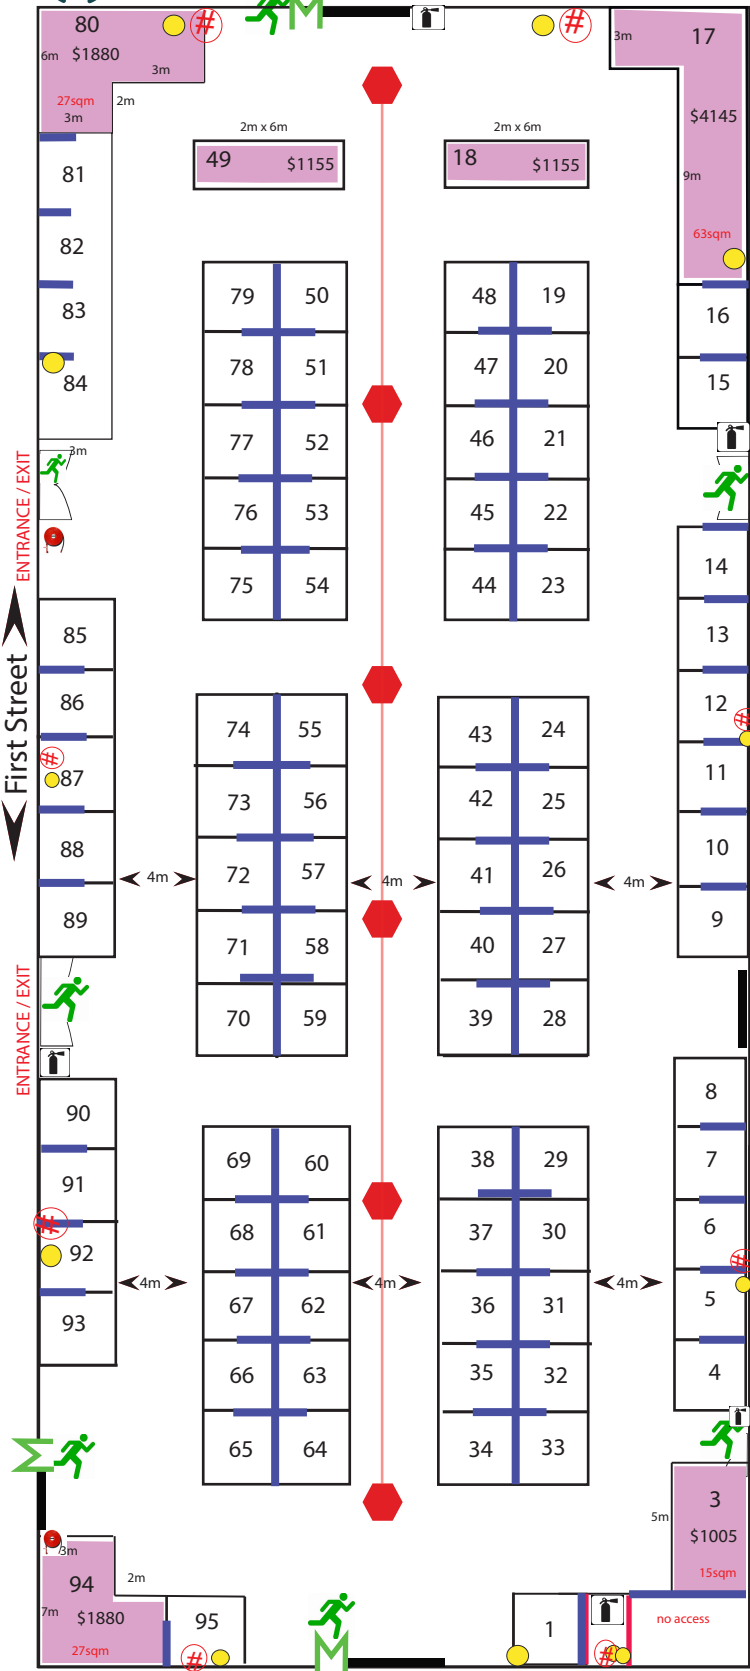 M
80
#
#
17
6m $1880
3m
3m
27sqm
2m
3m
$4145
2m x 6m
2m x 6m
49 $1155
18 $1155
9m
63sqm
81
82
83
84
3m
79 50
78 51
77 52
76 53
75 54
48 19
47 20
46 21
45 22
44 23
16
15
ENTRANCE / EXIT
14
13
12
#
11
10
9
First Street
85
86
#
87
88
89
74 55
73 56
72 57
71 58
70 59
43 24
42 25
41 26
40 27
39 28
4m
4m
4m
ENTRANCE / EXIT
90
91
#
92
93
69 60
68 61
67 62
66 63
65 64
38 29
37 30
36 31
35 32
34 33
8
7
6
#
5
4
4m
4m
4m
M
3
5m
$1005
15sqm
3m
94
2m
7m $1880
27sqm
95
#
M
1
#
no access